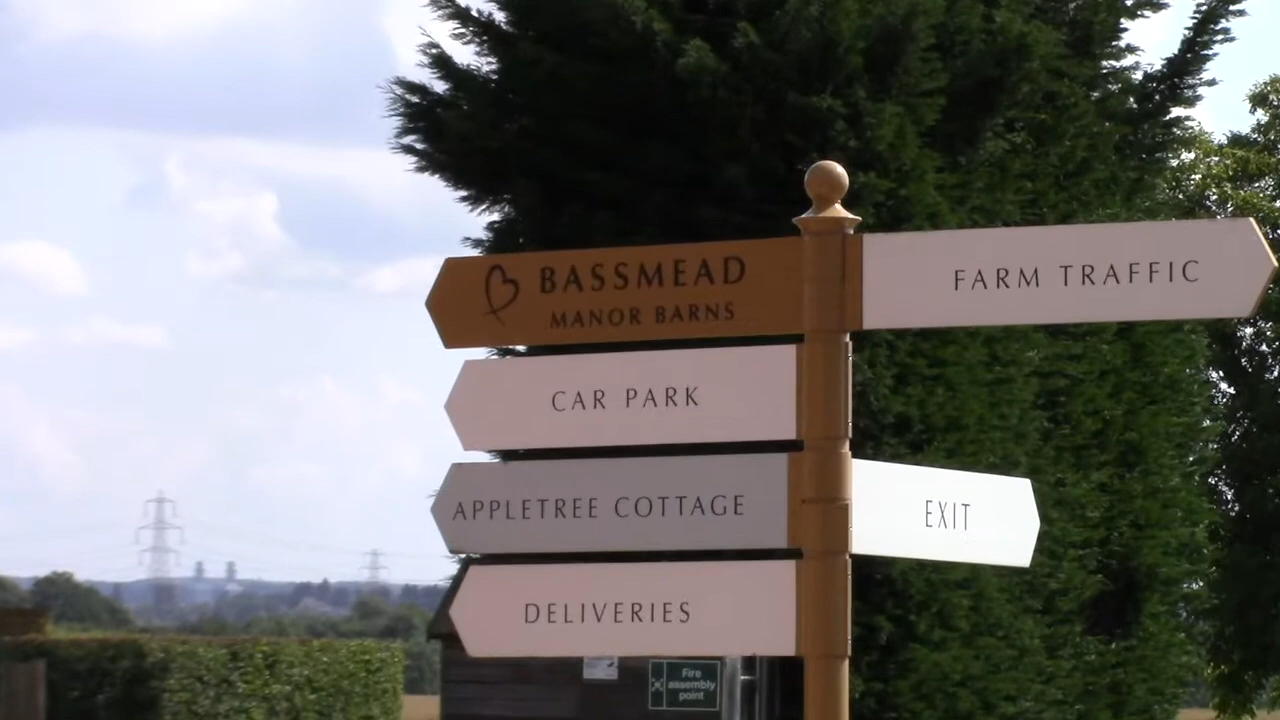 BASSMEAD
MANOR BARNS
FARM TRAFFIC
CAR PARK
APPLETREE COTTAGE
EXIT
DELIVERIES
Fire
assembly
point